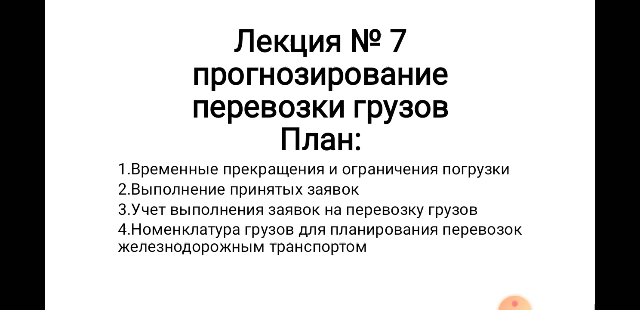 Лекция № 7
прогнозирование
перевозки грузов
План:
1.Временные прекращения и ограничения погрузки
2.Выполнение принятых заявок
3.Учет выполнения заявок на перевозку грузов
4.Номенклатура грузов для планирования перевозок
железнодорожным транспортом